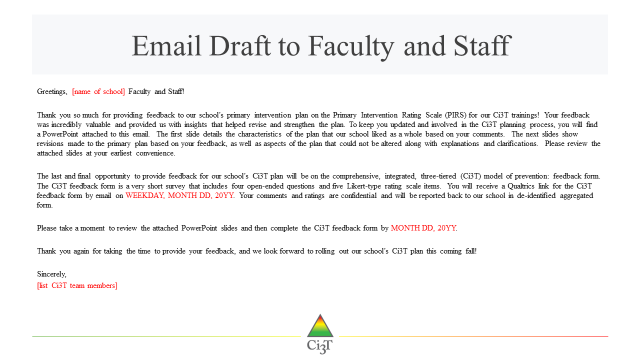 Email Draft to Faculty and Staff
Greetings, [name of school] Faculty and Staff!
Thank you so much for providing feedback to our school's primary intervention plan on the Primary Intervention Rating Scale (PIRS) for our Ci3T trainings! Your feedback
was incredibly valuable and provided us with insights that helped revise and strengthen the plan. To keep you updated and involved in the Ci3T planning process, you will find
a PowerPoint attached to this email. The first slide details the characteristics of the plan that our school liked as a whole based on your comments. The next slides show
revisions made to the primary plan based on your feedback, as well as aspects of the plan that could not be altered along with explanations and clarifications. Please review the
attached slides at your earliest convenience.
The last and final opportunity to provide feedback for our school's Ci3T plan will be on the comprehensive, integrated, three-tiered (Ci3T) model of prevention: feedback form.
The Ci3T feedback form is a very short survey that includes four open-ended questions and five Likert-type rating scale items. You will receive a Qualtrics link for the Ci3T
feedback form by email on WEEKDAY, MONTH DD, 20YY. Your comments and ratings are confidential and will be reported back to our school in de-identified aggregated
form.
Please take a moment to review the attached PowerPoint slides and then complete the Ci3T feedback form by MONTH DD, 20YY.
Thank you again for taking the time to provide your feedback, and we look forward to rolling out our school's Ci3T plan this coming fall!
Sincerely,
[list Ci3T team members]
Ci3T